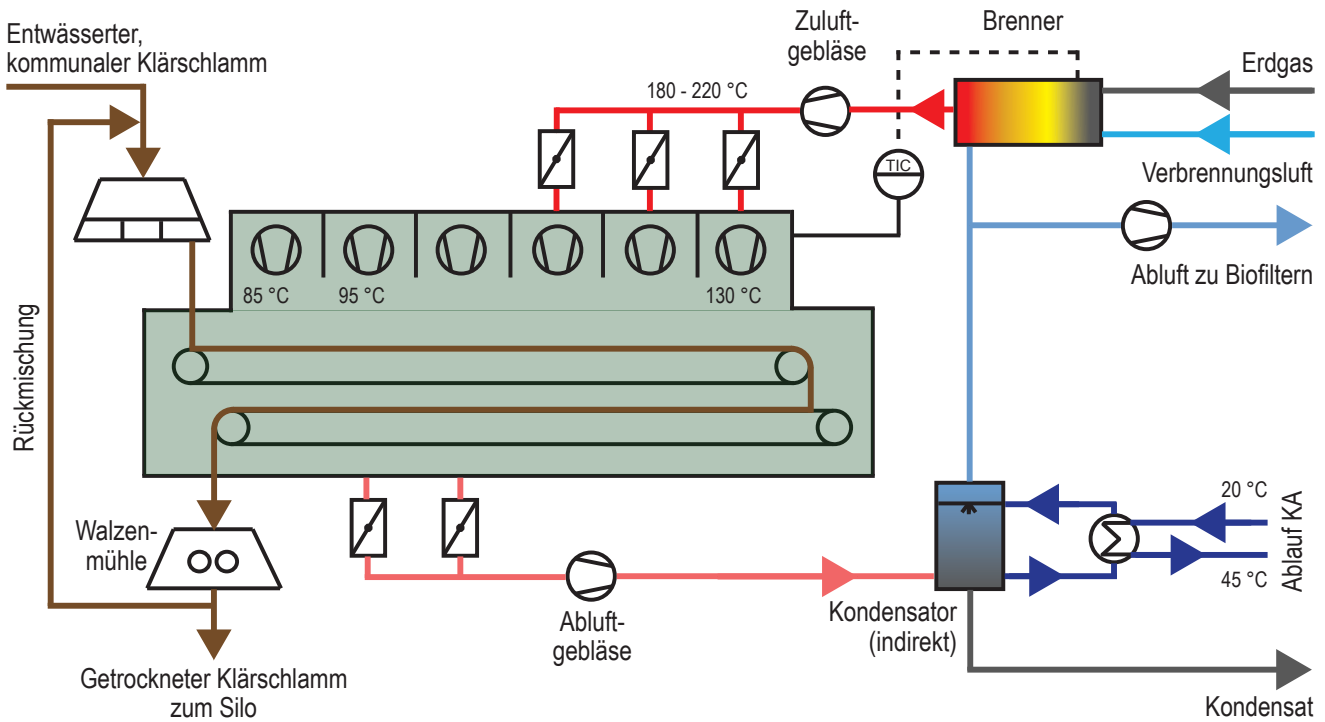 Entwässerter,
kommunaler Klärschlamm
Zuluft-
gebläse
Brenner
Erdgas
180 - 220 °C
TIC
Verbrennungsluft
Abluft zu Biofiltern
85 °C
95 °C
130 °C
Rückmischung
Walzen-
mühle
Getrockneter Klärschlamm
zum Silo
Abluft-
gebläse
Kondensator
(indirekt)
20 °C
45 °C
Ablauf KA
Kondensat